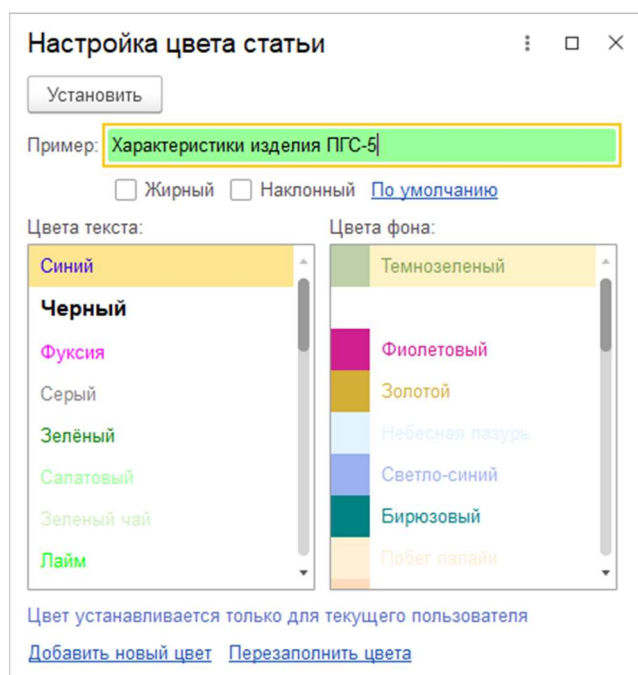 Настройка цвета статьи
Установить
Пример: Характеристики изделия ПГС-5
Жирный Наклонный По умолчанию
Цвета текста: Цвета фона:
Синий Темнозеленый
Черный
Фуксия Фиолетовый
Серый Золотой
Зелёный Небесная лазурь
Салатовый Светло-синий
Зеленый чай Бирюзовый
Лайм Побег папайи
Цвет устанавливается только для текущего пользователя
Добавить новый цвет Перезаполнить цвета